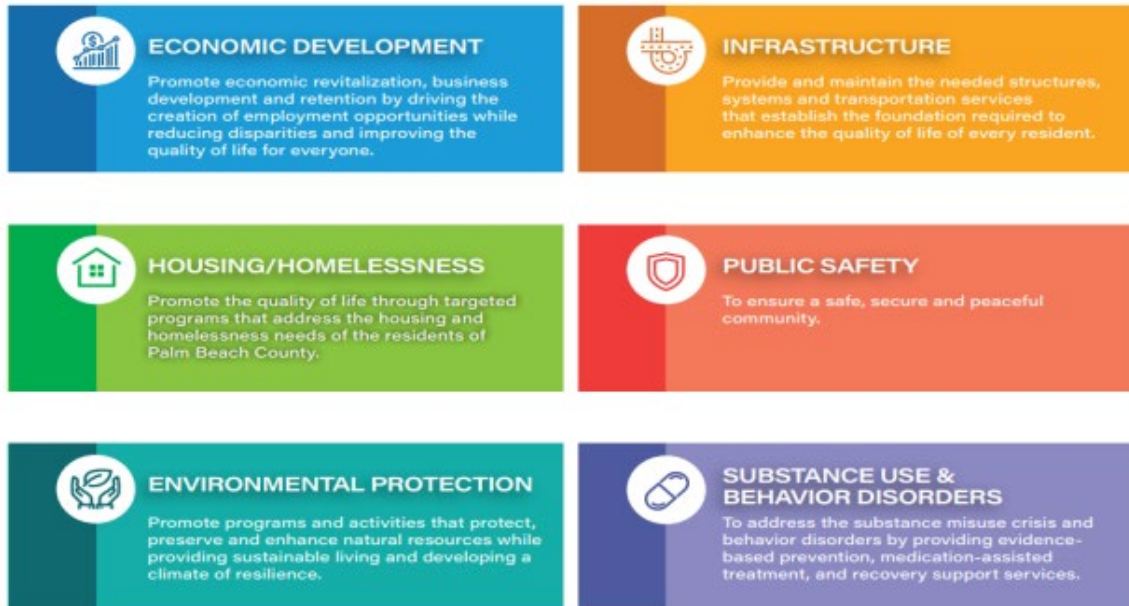 ECONOMIC DEVELOPMENT
Promote economic revitalization, business
development and retention by driving the
creation of employment opportunities while
reducing disparities and improving the
quality of life for everyone.
INFRASTRUCTURE
Provide and maintain the needed structures,
systems and transportation services
that establish the foundation required to
enhance the quality of life of every resident.
HOUSING/HOMELESSNESS
Promote the quality of life through targeted
programs that address the housing and
homelessness needs of the residents of
Palm Beach County.
PUBLIC SAFETY
To ensure a safe, secure and peaceful
community.
ENVIRONMENTAL PROTECTION
Promote programs and activities that protect,
preserve and enhance natural resources while
providing sustainable living and developing a
climate of resilience.
SUBSTANCE USE &
BEHAVIOR DISORDERS
To address the substance misuse crisis and
behavior disorders by providing evidence-
based prevention, medication-assisted
treatment, and recovery support services.